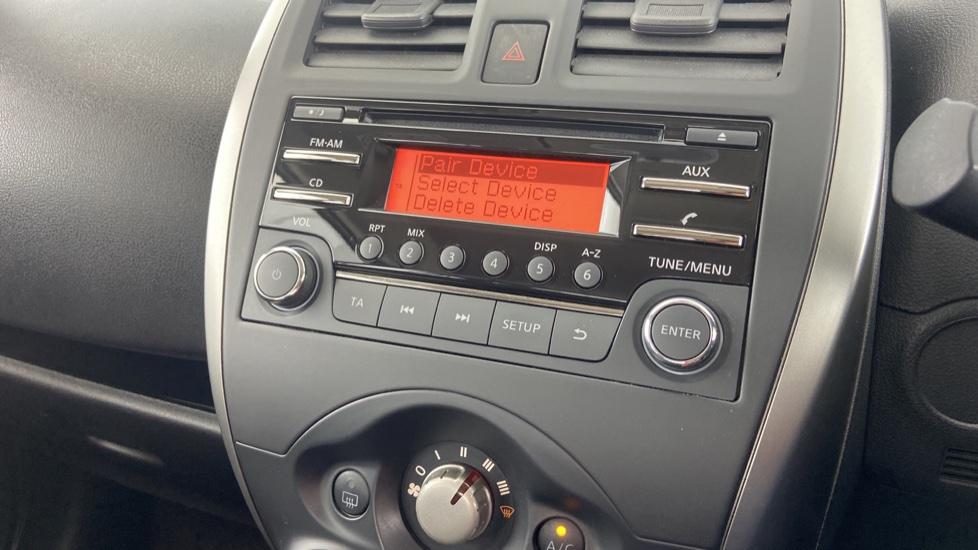 FM·AM
CD
Pair Device
Select Device
Delete Device
AUX
VOL
RPT MIX DISP A-Z
1 2 3 4 5 6
TUNE/MENU
TA SETUP
ENTER
0
A/C